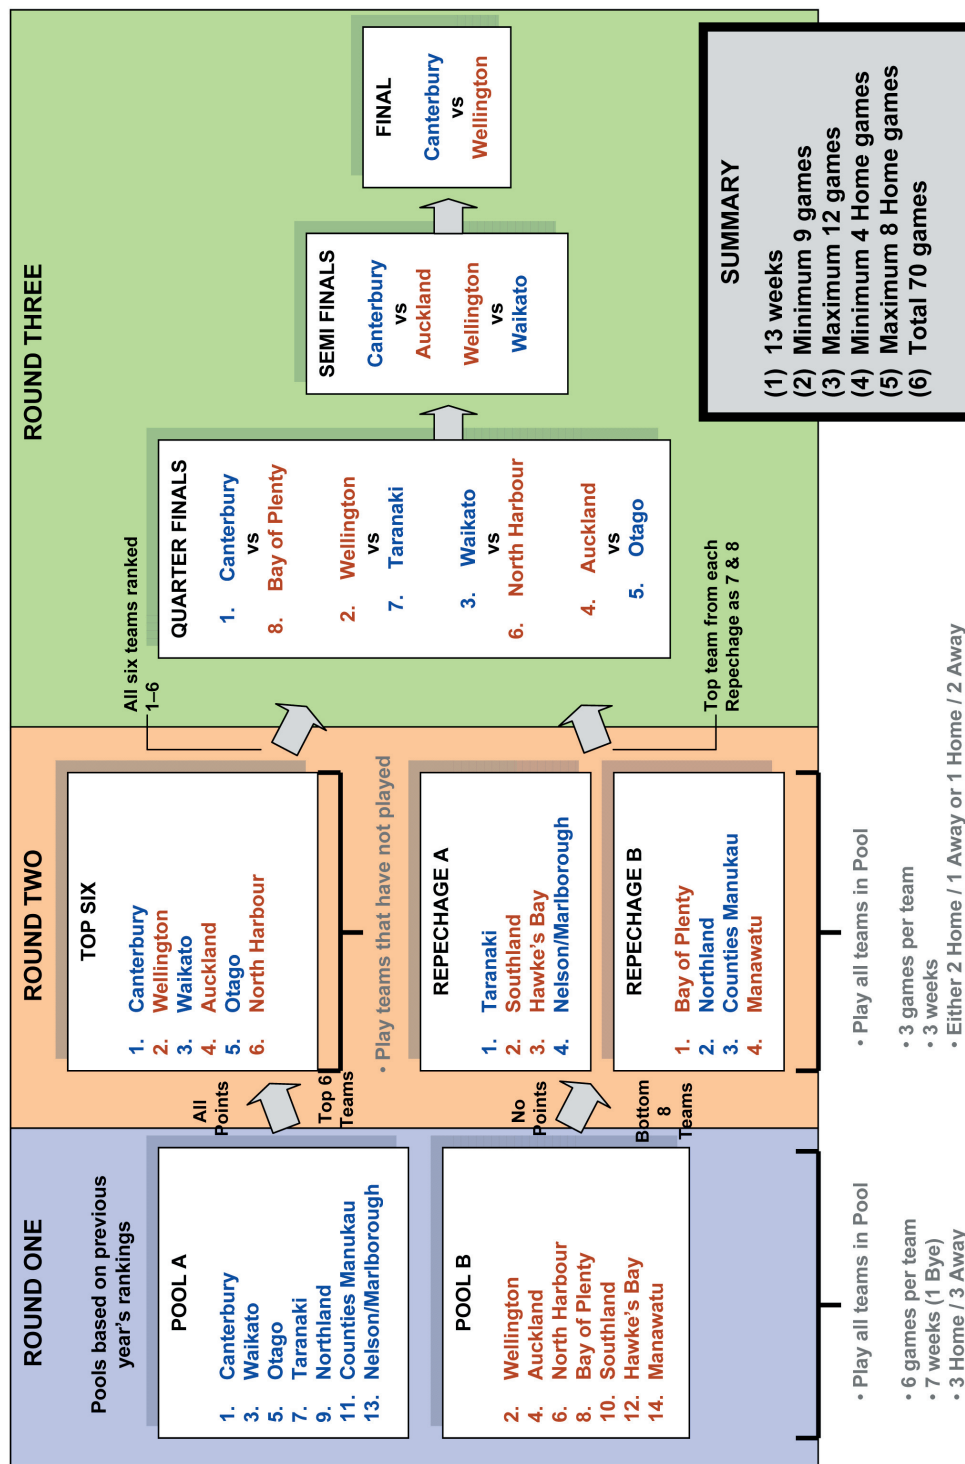 ROUND ONE
Pools based on previous
year's rankings
POOL A
1. Canterbury
3. Waikato
5. Otago
7. Taranaki
9. Northland
11. Counties Manukau
13. Nelson/Marlborough
POOL B
2. Wellington
4. Auckland
6. North Harbour
8. Bay of Plenty
10. Southland
12. Hawke's Bay
14. Manawatu
• Play all teams in Pool
• 6 games per team
• 7 weeks (1 Bye)
• 3 Home / 3 Away
All
Points
Top 6
Teams
No
Points
Bottom
8
Teams
ROUND TWO
TOP SIX
1. Canterbury
2. Wellington
3. Waikato
4. Auckland
5. Otago
6. North Harbour
• Play teams that have not played
REPECHAGE A
1. Taranaki
2. Southland
3. Hawke's Bay
4. Nelson/Marlborough
REPECHAGE B
1. Bay of Plenty
2. Northland
3. Counties Manukau
4. Manawatu
• Play all teams in Pool
• 3 games per team
• 3 weeks
• Either 2 Home / 1 Away or 1 Home / 2 Away
All six teams ranked
1–6
Top team from each
Repechage as 7 & 8
ROUND THREE
QUARTER FINALS
1. Canterbury
vs
8. Bay of Plenty
2. Wellington
vs
7. Taranaki
3. Waikato
vs
6. North Harbour
4. Auckland
vs
5. Otago
SEMI FINALS
Canterbury
vs
Auckland
Wellington
vs
Waikato
FINAL
Canterbury
vs
Wellington
SUMMARY
(1) 13 weeks
(2) Minimum 9 games
(3) Maximum 12 games
(4) Minimum 4 Home games
(5) Maximum 8 Home games
(6) Total 70 games